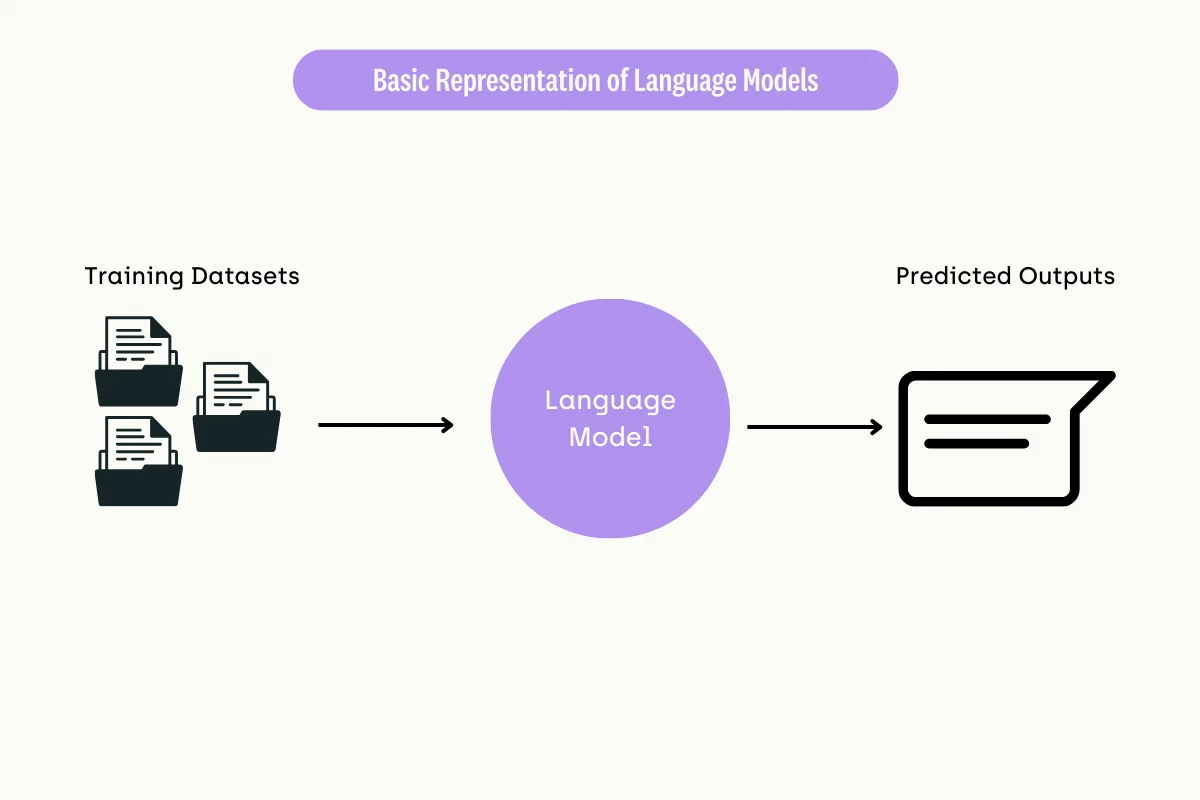 Basic Representation of Language Models
Training Datasets
Predicted Outputs
Language
Model